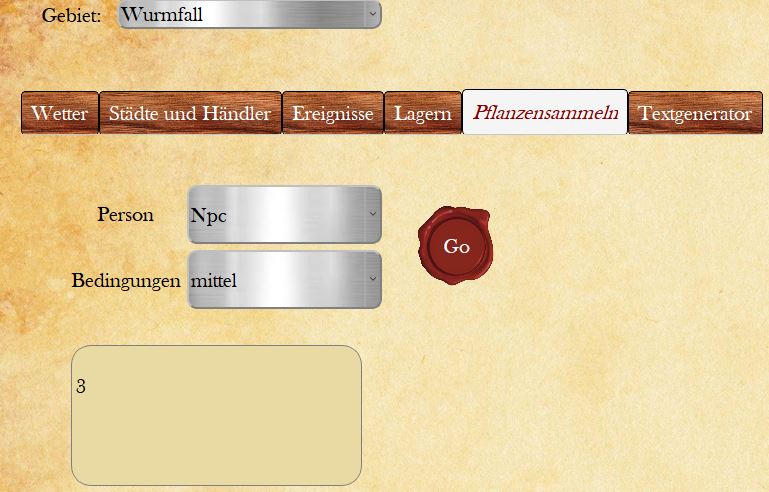 Gebiet: Wurmfall
Wetter Städte und Händler Ereignisse Lagern Pflanzensammeln Textgenerator
Person Npc
Go
Bedingungen mittel
3